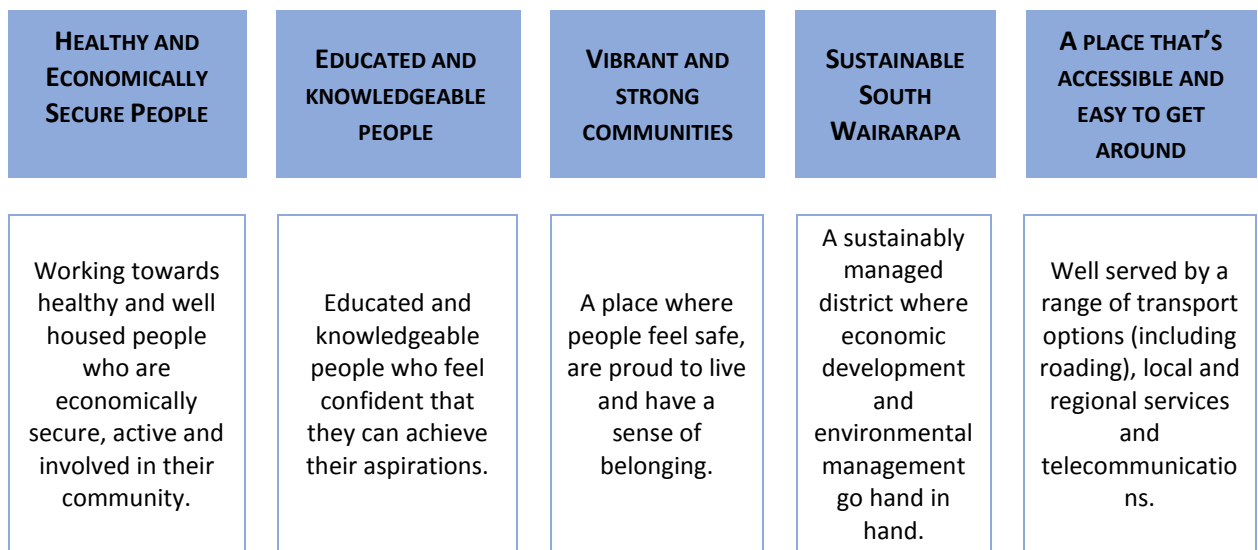 HEALTHY AND
ECONOMICALLY
SECURE PEOPLE
EDUCATED AND
KNOWLEDGEABLE
PEOPLE
VIBRANT AND
STRONG
COMMUNITIES
SUSTAINABLE
SOUTH
WAIRARAPA
A PLACE THAT'S
ACCESSIBLE AND
EASY TO GET
AROUND
Working towards
healthy and well
housed people
who are
economically
secure, active and
involved in their
community.
Educated and
knowledgeable
people who feel
confident that
they can achieve
their aspirations.
A place where
people feel safe,
are proud to live
and have a
sense of
belonging.
A sustainably
managed
district where
economic
development
and
environmental
management
go hand in
hand.
Well served by a
range of transport
options (including
roading), local and
regional services
and
telecommunicatio
ns.